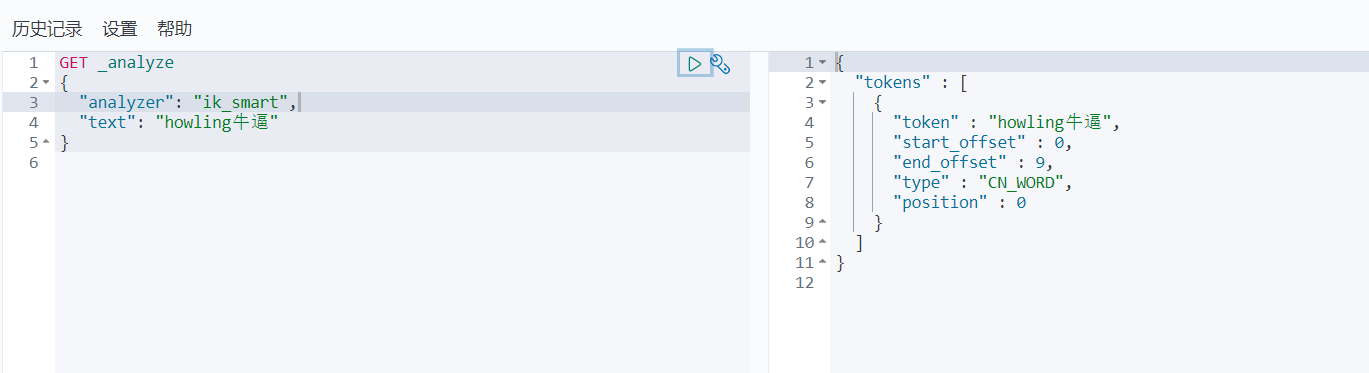 历史记录 设置 帮助
1 GET _analyze
2 {
3 "analyzer": "ik_smart",
4 "text": "howling牛逼"
5 }
6
1 {
2 "tokens" : [
3 {
4 "token" : "howling牛逼",
5 "start_offset" : 0,
6 "end_offset" : 9,
7 "type" : "CN_WORD",
8 "position" : 0
9 }
10 ]
11 }
12